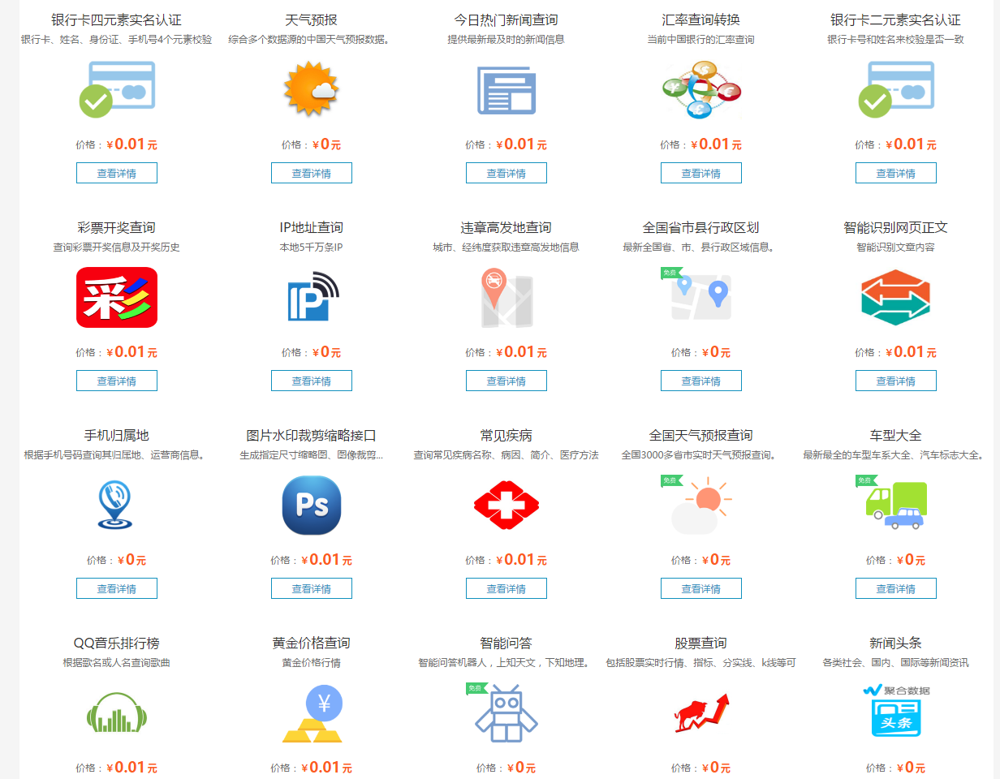 银行卡四元素实名认证
银行卡、姓名、身份证、手机号4个元素校验
价格：￥0.01元
查看详情
天气预报
综合多个数据源的中国天气预报数据。
价格：￥0元
查看详情
今日热门新闻查询
提供最新最及时的新闻信息
价格：￥0.01元
查看详情
汇率查询转换
当前中国银行的汇率查询
价格：￥0.01元
查看详情
银行卡二元素实名认证
银行卡号和姓名来校验是否一致
价格：￥0.01元
查看详情
彩票开奖查询
查询彩票开奖信息及开奖历史
彩
价格：￥0.01元
查看详情
IP地址查询
本地5千万条IP
IP
价格：￥0元
查看详情
违章高发地查询
城市、经纬度获取违章高发地信息
价格：￥0.01元
查看详情
全国省市县行政区划
最新全国省、市、县行政区域信息。
免费
价格：￥0元
查看详情
智能识别网页正文
智能识别文章内容
价格：￥0.01元
查看详情
手机归属地
根据手机号码查询其归属地、运营商信息。
价格：￥0元
查看详情
图片水印裁剪缩略接口
生成指定尺寸缩略图、图像裁剪...
Ps
价格：￥0.01元
查看详情
常见疾病
查询常见疾病名称、病因、简介、医疗方法
价格：￥0.01元
查看详情
全国天气预报查询
全国3000多省市实时天气预报查询。
免费
价格：￥0元
查看详情
车型大全
最新最全的车型车系大全、汽车标志大全。
免费
价格：￥0元
查看详情
QQ音乐排行榜
根据歌名或人名查询歌曲
价格：￥0.01元
黄金价格查询
黄金价格行情
¥
价格：￥0.01元
智能问答
智能问答机器人，上知天文，下知地理。
免费
价格：￥0元
股票查询
包括股票实时行情、指标、分实线、k线等可
价格：￥0元
新闻头条
各类社会、国内、国际等新闻资讯
聚合数据
头条
价格：￥0元